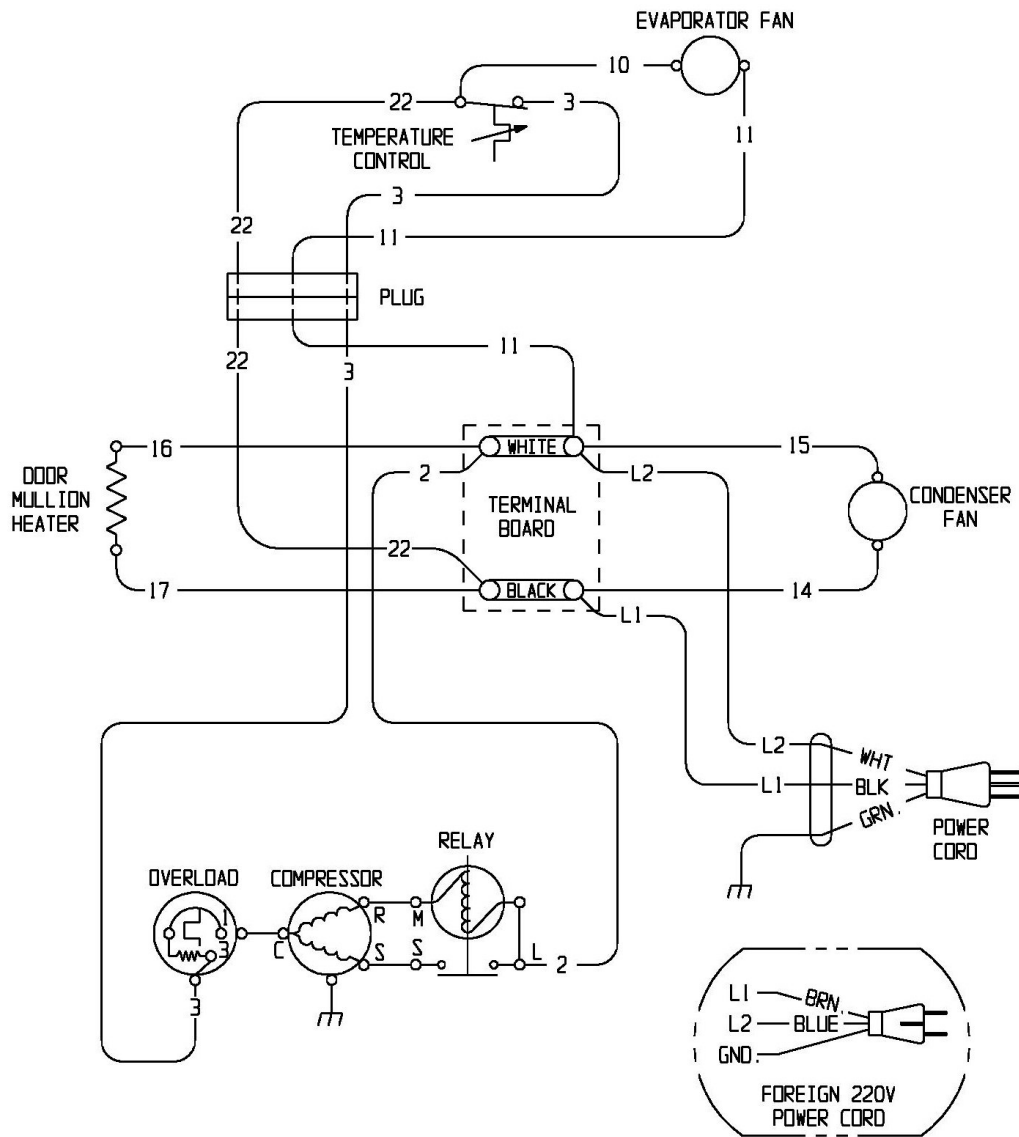 EVAPORATOR FAN
10
22
3
TEMPERATURE
CONTROL
11
3
22
11
PLUG
22
3
11
16
WHITE
15
2
L2
DOOR
MULLION
HEATER
TERMINAL
BOARD
CONDENSER
FAN
22
17
BLACK
14
L1
L2
WHT
L1
BLK
GRN.
POWER
CORD
RELAY
OVERLOAD
COMPRESSOR
R
M
1
3
C
S
S
L
2
3
L1
BRN.
L2
BLUE
GND.
FOREIGN 220V
POWER CORD